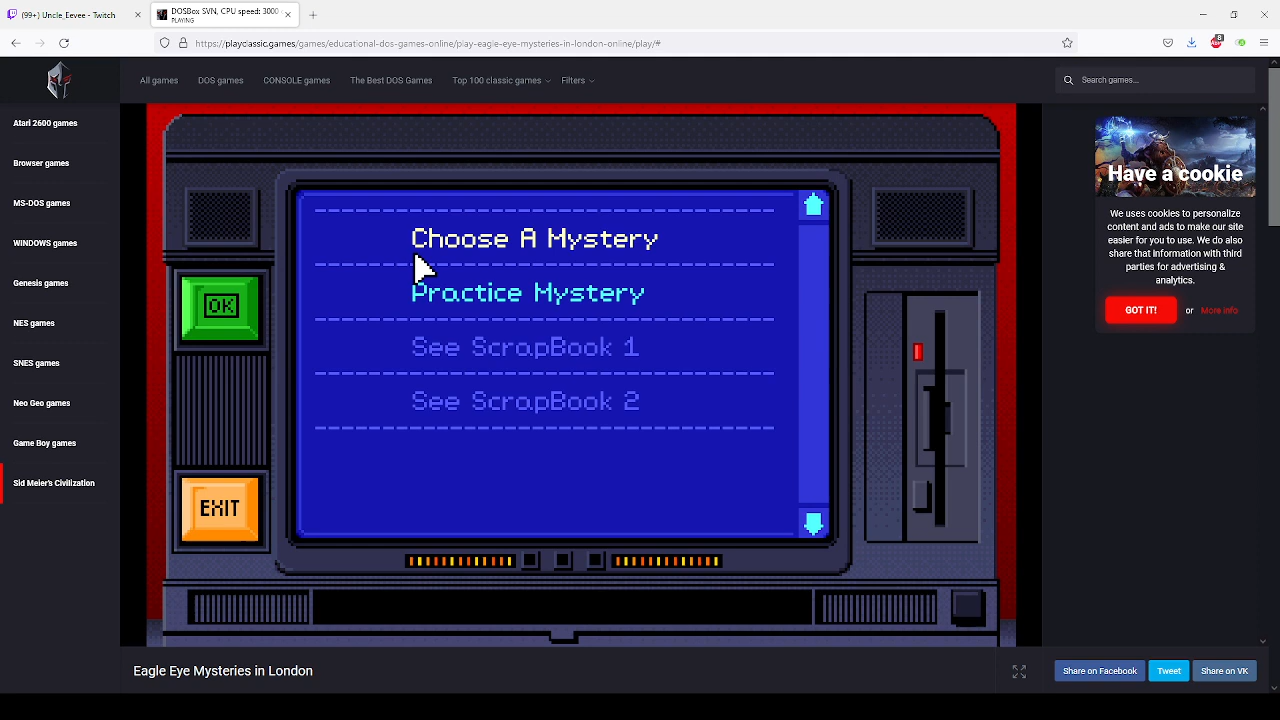 (99+) Uncle_Evee - Twitch
DOSBox SVN, CPU speed: 3000
PLAYING
https://playclassic.games/games/educational-dos-games-online/play-eagle-eye-mysteries-in-london-online/play/#
8
All games
DOS games
CONSOLE games
The Best DOS Games
Top 100 classic games
Filters
Search games...
Atari 2600 games
Browser games
MS-DOS games
WINDOWS games
Genesis games
NES games
SNES games
Neo Geo games
Game Boy games
Sid Meier's Civilization
OK
EXIT
Choose A Mystery
Practice Mystery
See ScrapBook 1
See ScrapBook 2
Have a cookie
We uses cookies to personalize
content and ads to make our site
easier for you to use. We do also
share that information with third
parties for advertising &
analytics.
GOT IT!
or
More info
Eagle Eye Mysteries in London
Share on Facebook
Tweet
Share on VK